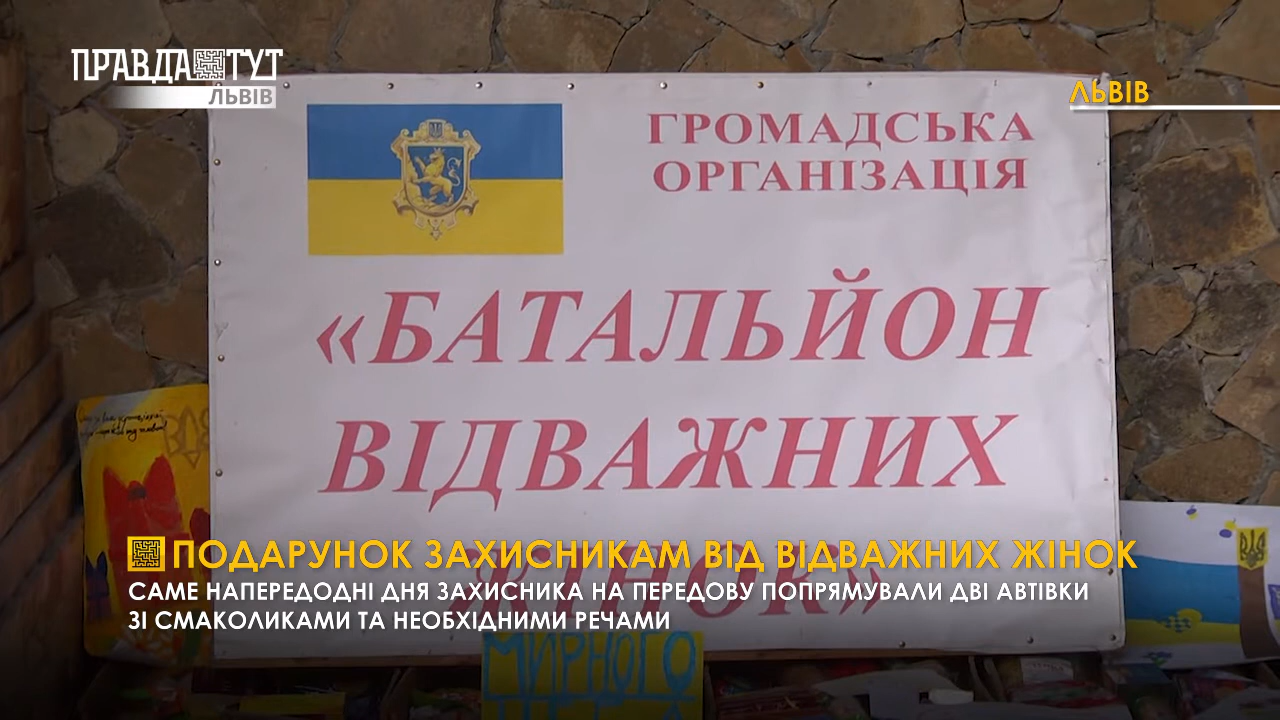 ПРАВДА ТУТ
ЛЬВІВ
ЛЬВІВ
ГРОМАДСЬКА
ОРГАНІЗАЦІЯ
«БАТАЛЬЙОН
ВІДВАЖНИХ
ЖІНОК»
ПОДАРУНОК ЗАХИСНИКАМ ВІД ВІДВАЖНИХ ЖІНОК
САМЕ НАПЕРЕДОДНІ ДНЯ ЗАХИСНИКА НА ПЕРЕДОВУ ПОПРЯМУВАЛИ ДВІ АВТІВКИ
ЗІ СМАКОЛИКАМИ ТА НЕОБХІДНИМИ РЕЧАМИ
МИРНОГО